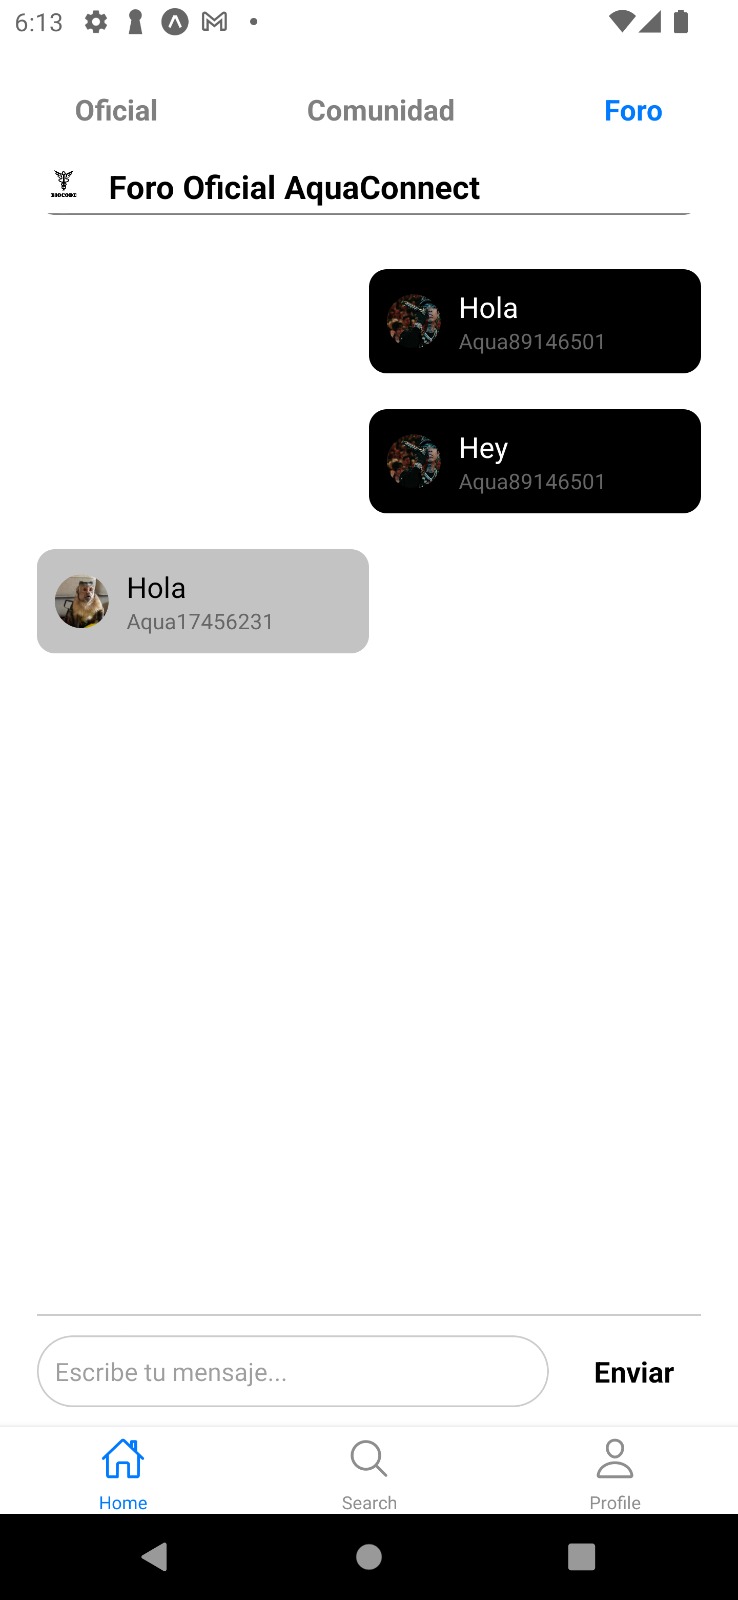 6:13
Oficial Comunidad Foro
BIOCODE
Foro Oficial AquaConnect
Hola
Aqua89146501
Hey
Aqua89146501
Hola
Aqua17456231
Escribe tu mensaje...
Enviar
Home Search Profile